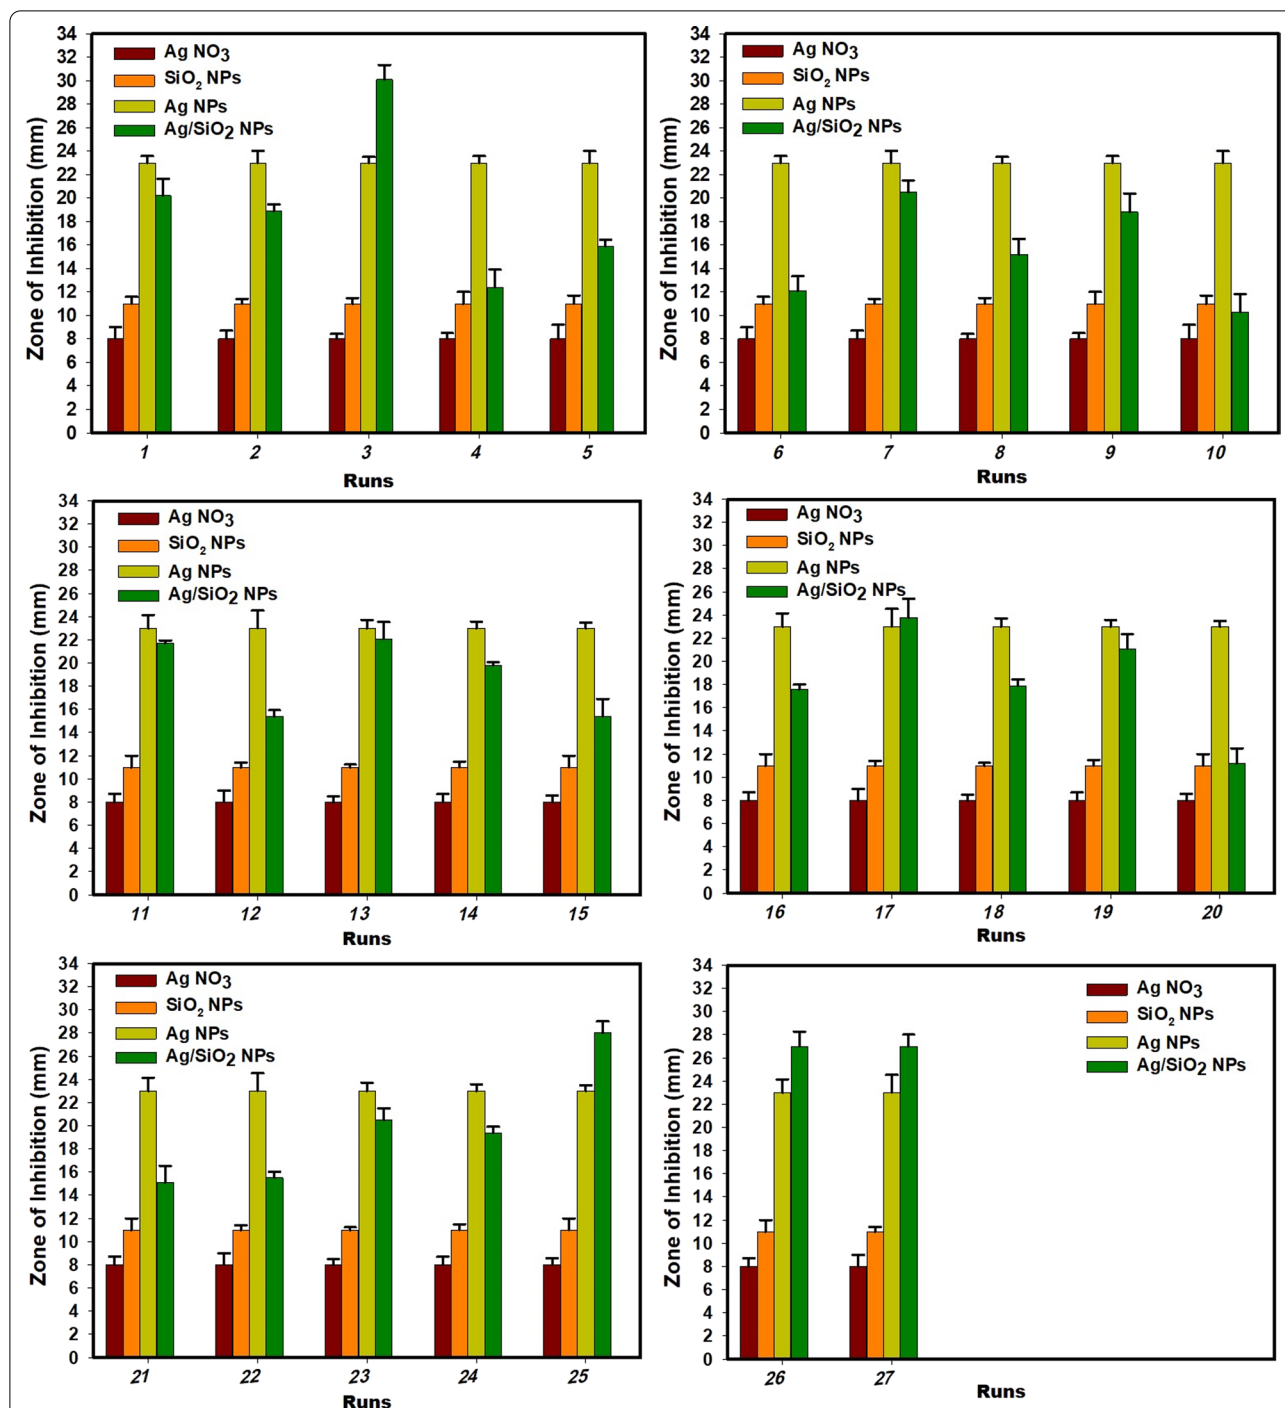 34
32
30
28
26
24
22
20
18
16
14
12
10
8
6
4
2
0
Zone of Inhibition (mm)
Ag NO3
SiO2 NPs
Ag NPs
Ag/SiO2 NPs
1 2 3 4 5
Runs
34
32
30
28
26
24
22
20
18
16
14
12
10
8
6
4
2
0
Zone of Inhibition (mm)
Ag NO3
SiO2 NPs
Ag NPs
Ag/SiO2 NPs
6 7 8 9 10
Runs
34
32
30
28
26
24
22
20
18
16
14
12
10
8
6
4
2
0
Zone of Inhibition (mm)
Ag NO3
SiO2 NPs
Ag NPs
Ag/SiO2 NPs
11 12 13 14 15
Runs
34
32
30
28
26
24
22
20
18
16
14
12
10
8
6
4
2
0
Zone of Inhibition (mm)
Ag NO3
SiO2 NPs
Ag NPs
Ag/SiO2 NPs
16 17 18 19 20
Runs
34
32
30
28
26
24
22
20
18
16
14
12
10
8
6
4
2
0
Zone of Inhibition (mm)
Ag NO3
SiO2 NPs
Ag NPs
Ag/SiO2 NPs
21 22 23 24 25
Runs
34
32
30
28
26
24
22
20
18
16
14
12
10
8
6
4
2
0
Zone of Inhibition (mm)
Ag NO3
SiO2 NPs
Ag NPs
Ag/SiO2 NPs
26 27
Runs